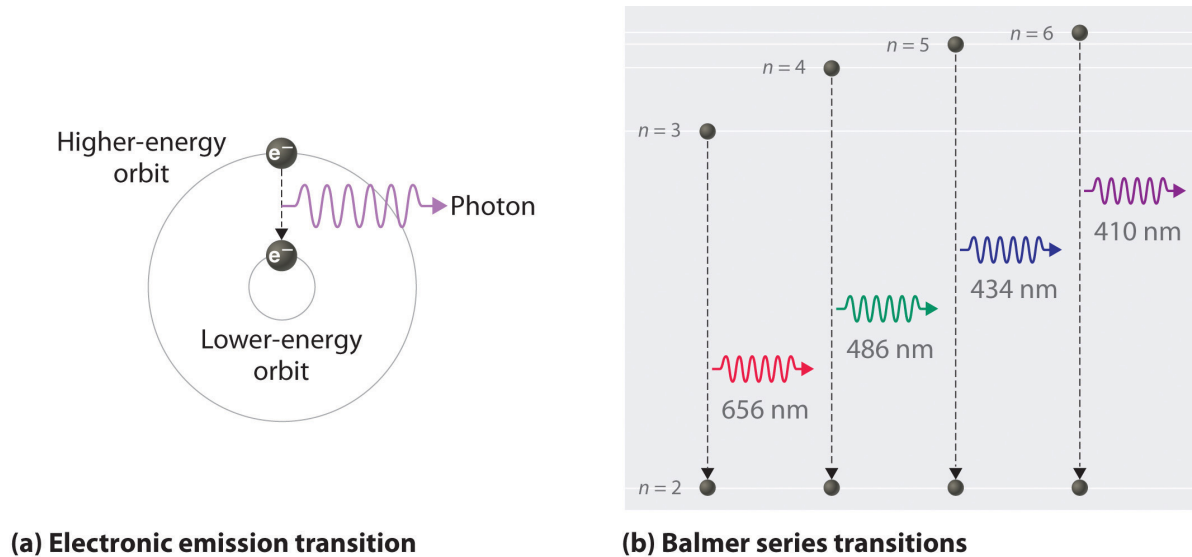 Higher-energy
orbit
e⁻
Photon
e⁻
Lower-energy
orbit
(a) Electronic emission transition
n = 6
n = 5
n = 4
n = 3
410 nm
434 nm
486 nm
656 nm
n = 2
(b) Balmer series transitions